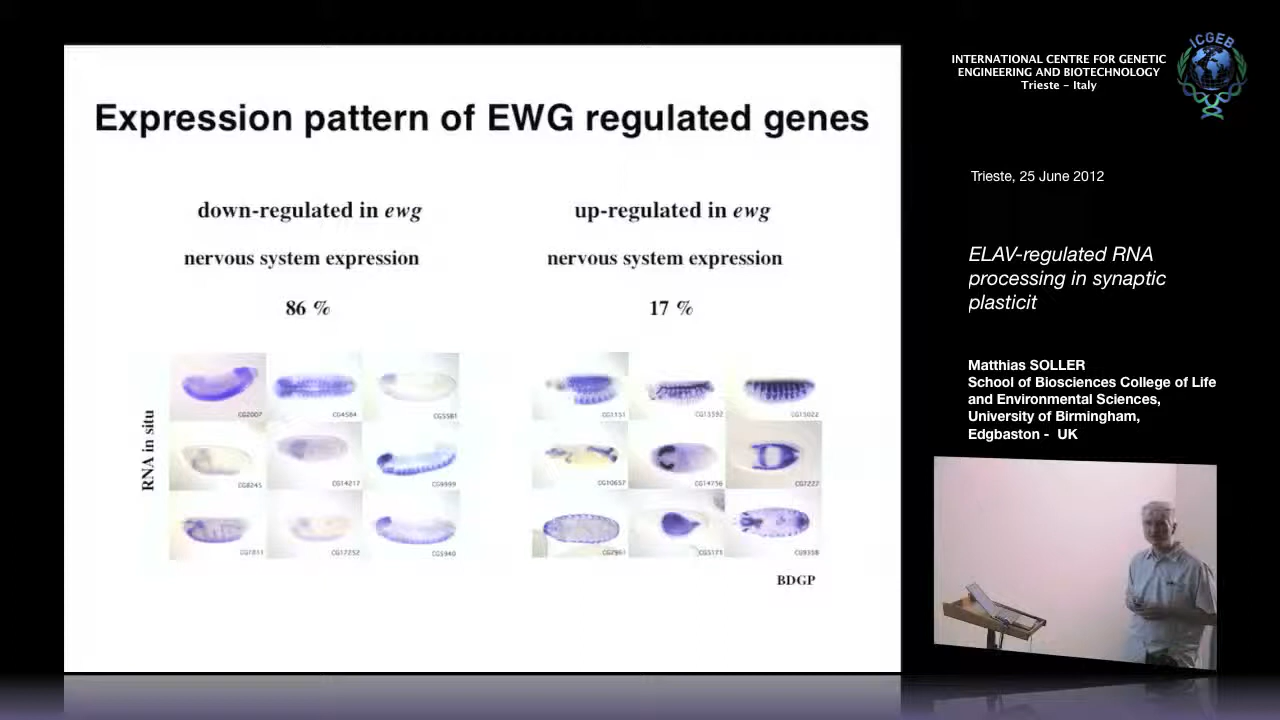 Expression pattern of EWG regulated genes
down-regulated in ewg
nervous system expression
86 %
up-regulated in ewg
nervous system expression
17 %
RNA in situ
CG2007
CG4584
CG5581
CG8245
CG14217
CG9999
CG17252
CG5940
CG1151
CG13592
CG15022
CG10657
CG14756
CG7227
CG2961
CG5171
CG9358
BDGP
ICGEB
INTERNATIONAL CENTRE FOR GENETIC
ENGINEERING AND BIOTECHNOLOGY
Trieste – Italy
Trieste, 25 June 2012
ELAV-regulated RNA
processing in synaptic
plasticit
Matthias SOLLER
School of Biosciences College of Life
and Environmental Sciences,
University of Birmingham,
Edgbaston - UK